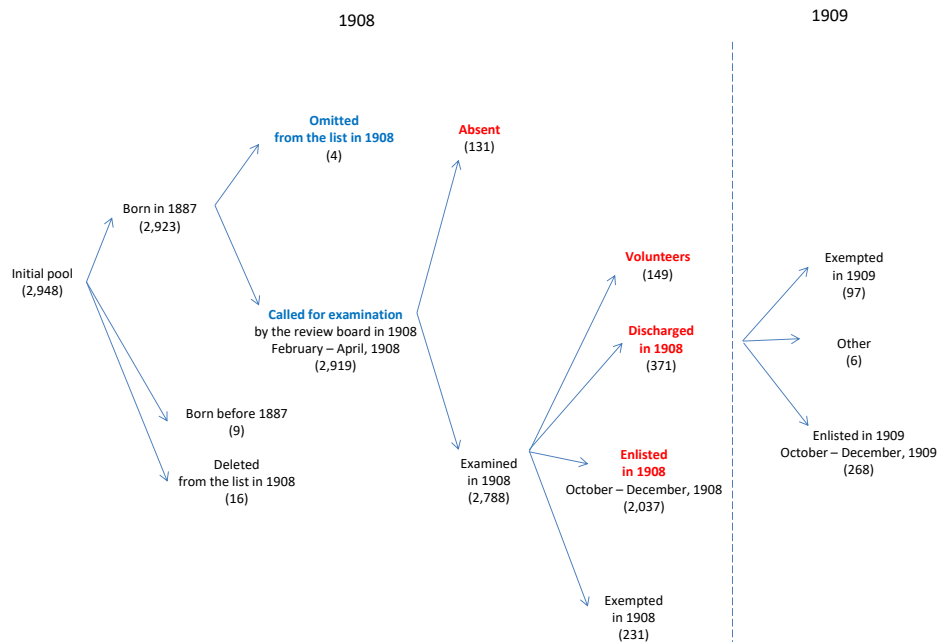 1908
1909
Omitted
from the list in 1908
(4)
Absent
(131)
Born in 1887
(2,923)
Volunteers
(149)
Exempted
in 1909
(97)
Initial pool
(2,948)
Called for examination
by the review board in 1908
February – April, 1908
(2,919)
Discharged
in 1908
(371)
Other
(6)
Born before 1887
(9)
Enlisted in 1909
October – December, 1909
(268)
Deleted
from the list in 1908
(16)
Examined
in 1908
(2,788)
Enlisted
in 1908
October – December, 1908
(2,037)
Exempted
in 1908
(231)